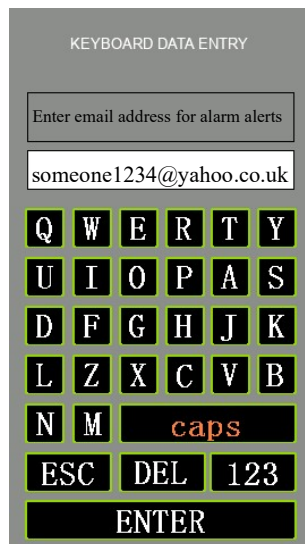 KEYBOARD DATA ENTRY
Enter email address for alarm alerts
someone1234@yahoo.co.uk
Q W E R T Y
U I O P A S
D F G H J K
L Z X C V B
N M caps
ESC DEL 123
ENTER